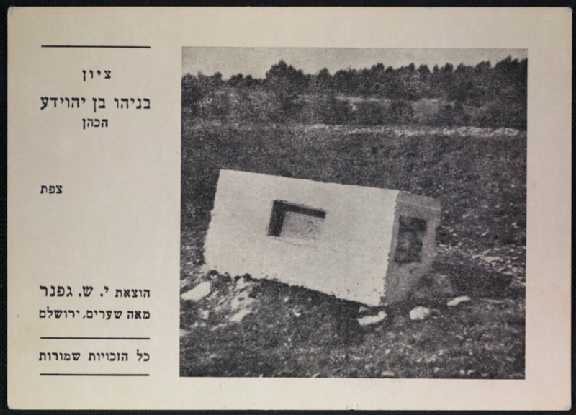 ציון
בניהו בן יהוידע
הכהן
צפת
הוצאת י. ש. גפנר
מאה שערים, ירושלם
כל הזכויות שמורות